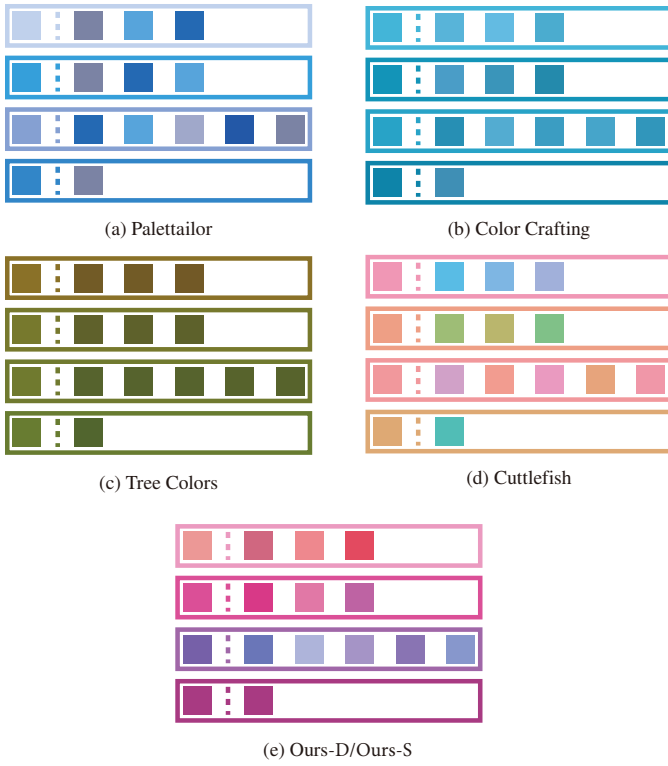 (a) Palettailor
(b) Color Crafting
(c) Tree Colors
(d) Cuttlefish
(e) Ours-D/Ours-S